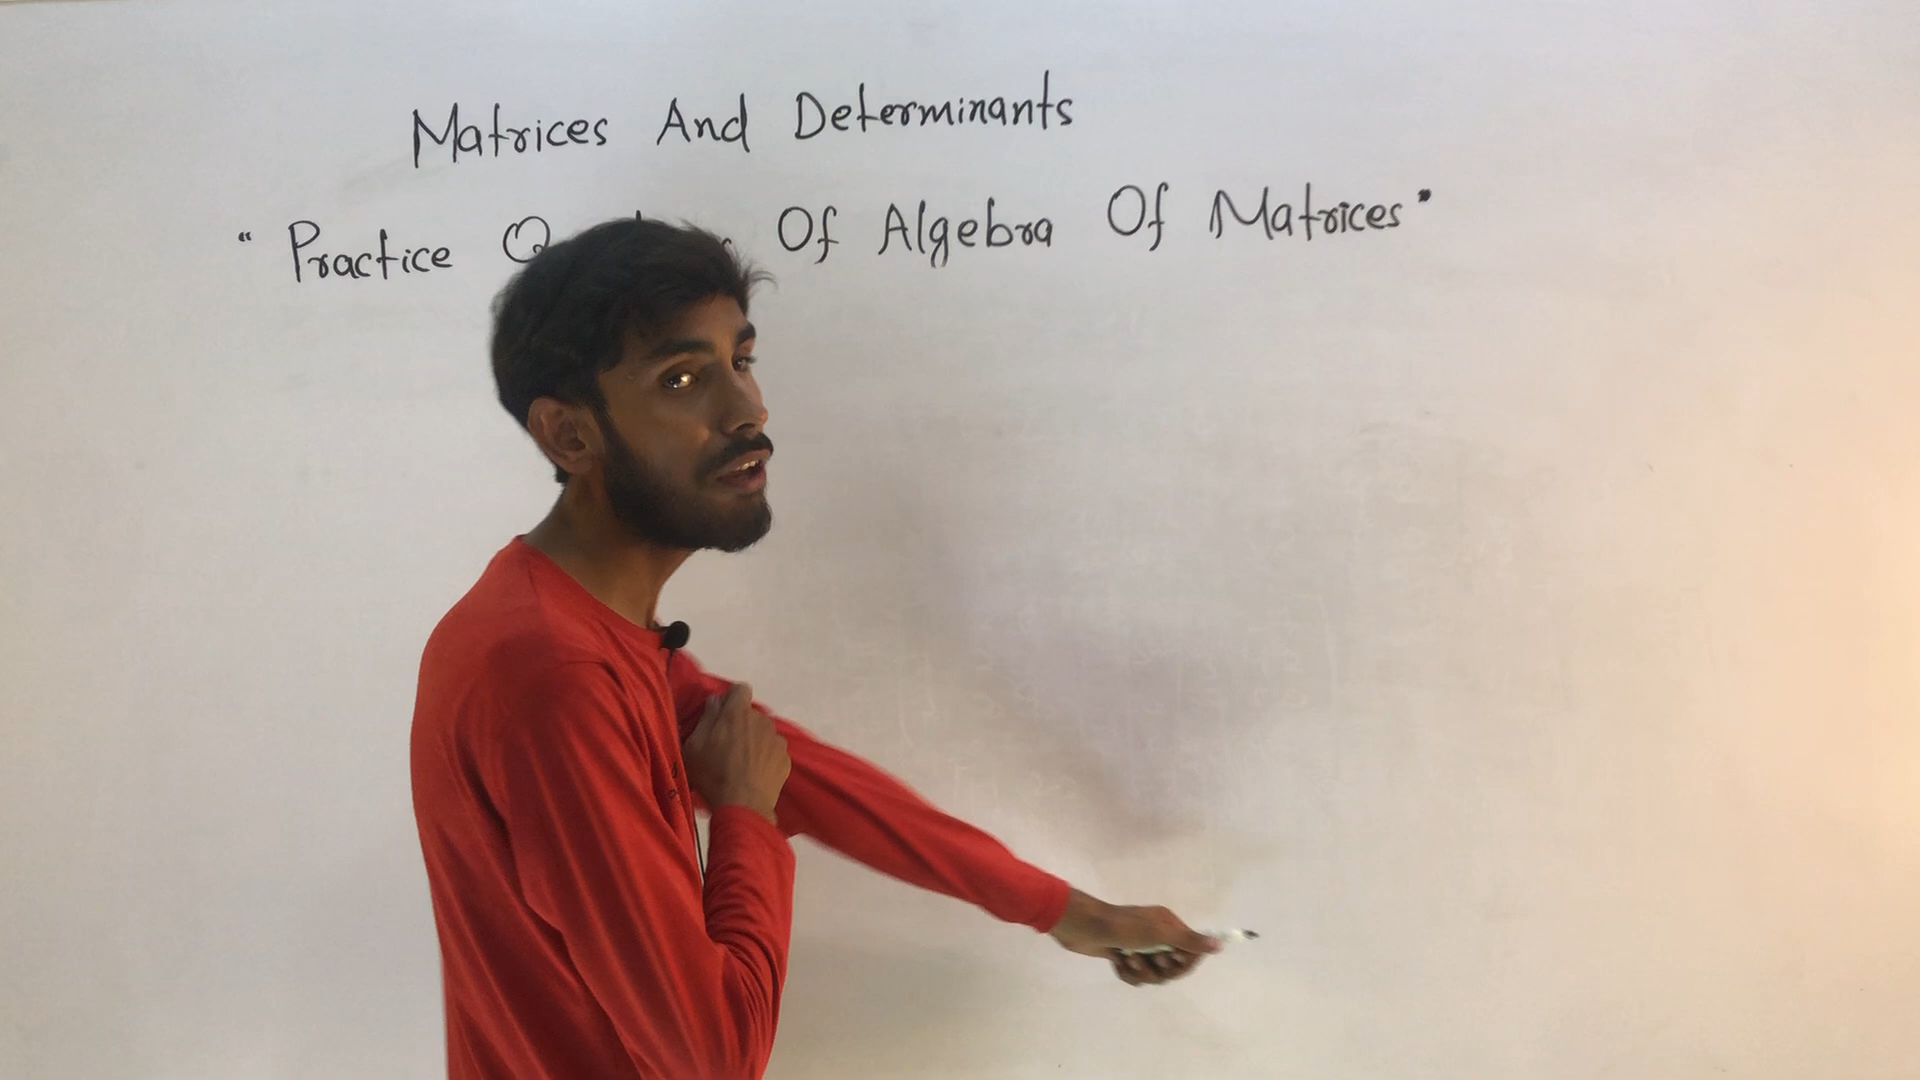 Matrices And Determinants
“ Practice Of Algebra Of Matrices”